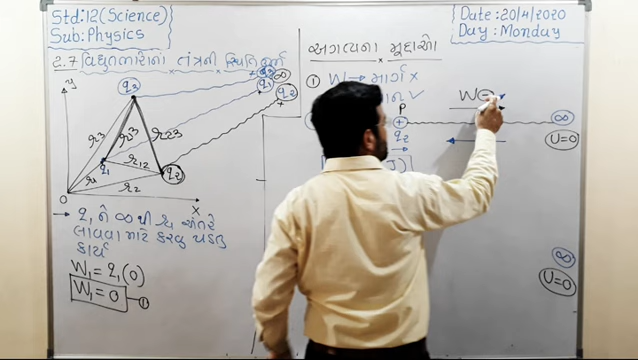 Std:12(Science)
Sub: Physics
Date: 20/4/2020
Day: Monday
2.7 વિદ્યુતભારોના તંત્રની સ્થિતિઊર્જા
અગત્યના મુદ્દાઓ
① W → માર્ગ ×
y
q3
q1
q2
r3
r23
r12
r1
r2
O
x
∞
P
+
q2
W
∞
U=0
∞
U=0
→ q1 ને ∞ થી r1 અંતરે
લાવવા માટે કરવું પડતું
કાર્ય
W1 = q1(0)
W1 = 0 ①